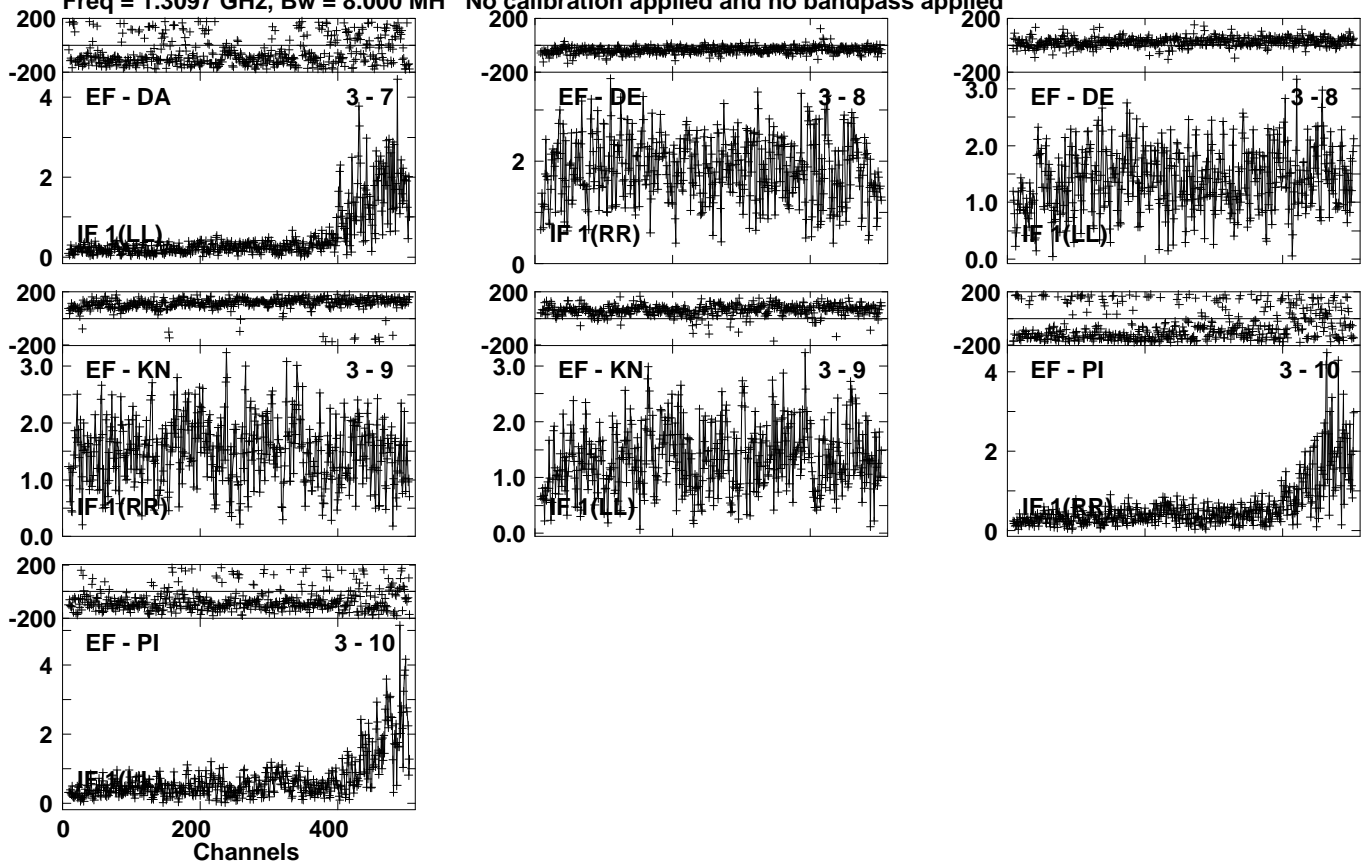 Freq = 1.3097 GHz, Bw = 8.000 MH No calibration applied and no bandpass applied
200
-200
EF - DA 3 - 7
4
2
0
IF 1(LL)
EF - DE 3 - 8
2
0
IF 1(RR)
200
-200
EF - DE 3 - 8
3.0
2.0
1.0
0.0
IF 1(LL)
200
-200
EF - KN 3 - 9
3.0
2.0
1.0
0.0
IF 1(RR)
200
-200
EF - KN 3 - 9
3.0
2.0
1.0
0.0
IF 1(LL)
200
-200
EF - PI 3 - 10
4
2
0
IF 1(RR)
200
-200
EF - PI 3 - 10
4
2
0
IF 1(LL)
0 200 400
Channels